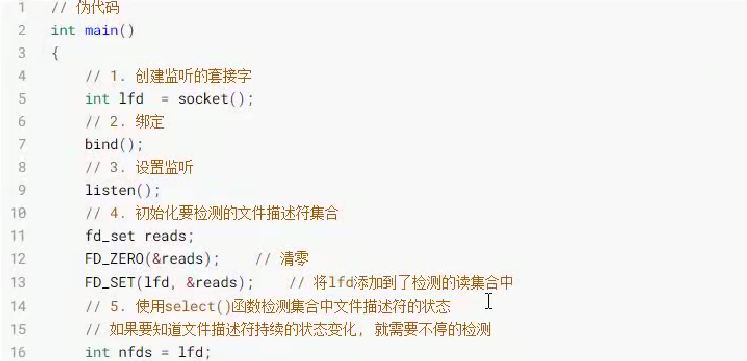 1 // 伪代码
2 int main()
3 {
4 // 1. 创建监听的套接字
5 int lfd = socket();
6 // 2. 绑定
7 bind();
8 // 3. 设置监听
9 listen();
10 // 4. 初始化要检测的文件描述符集合
11 fd_set reads;
12 FD_ZERO(&reads); // 清零
13 FD_SET(lfd, &reads); // 将lfd添加到了检测的读集合中
14 // 5. 使用select()函数检测集合中文件描述符的状态
15 // 如果要知道文件描述符持续的状态变化, 就需要不停的检测
16 int nfds = lfd;